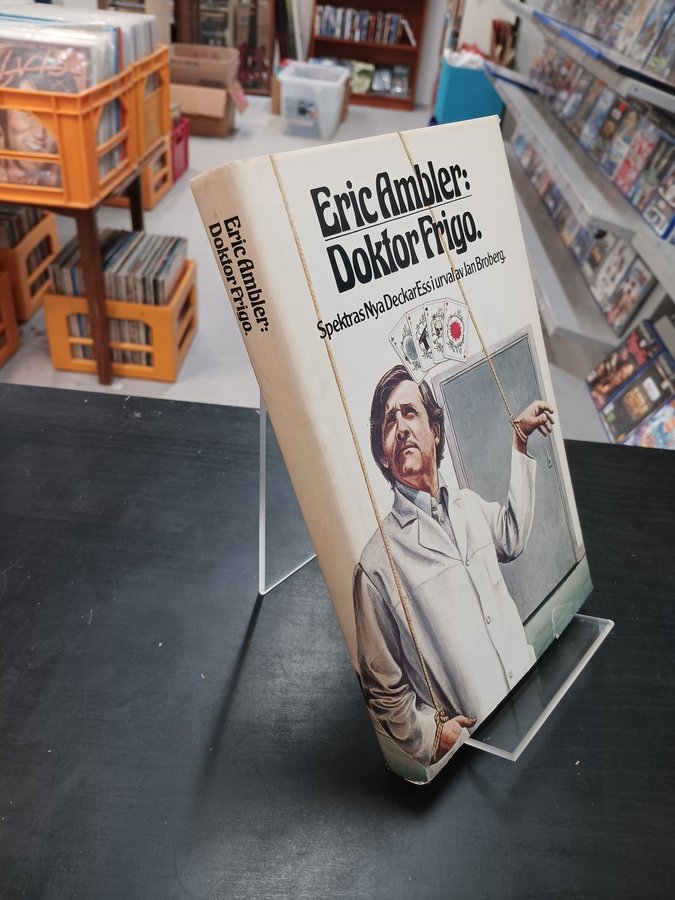 Eric Ambler:
Doktor Frigo.
Spektras Nya DeckarEss i urval av Jan Broberg.
Eric Ambler:
Doktor Frigo.